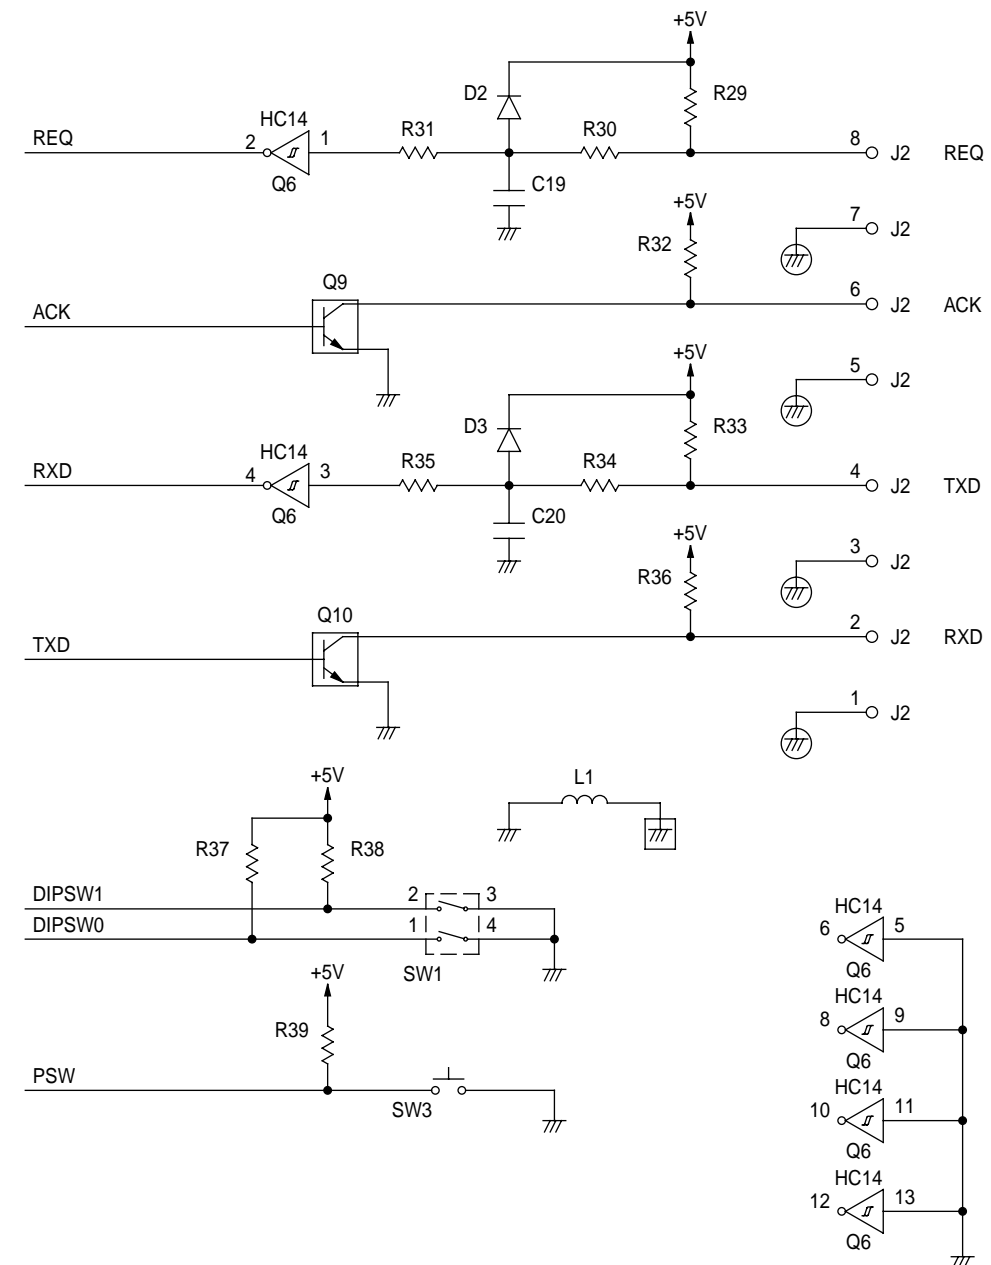 +5V
D2
R29
HC14
REQ
2
1
R31
R30
8
J2
REQ
Q6
C19
+5V
7
J2
R32
Q9
6
J2
ACK
ACK
+5V
5
J2
D3
R33
HC14
RXD
4
3
R35
R34
4
J2
TXD
Q6
C20
+5V
3
J2
R36
Q10
2
J2
RXD
TXD
1
J2
+5V
L1
R37
R38
DIPSW1
2
3
DIPSW0
1
4
SW1
HC14
6
5
Q6
+5V
HC14
8
9
R39
Q6
PSW
SW3
HC14
10
11
Q6
HC14
12
13
Q6